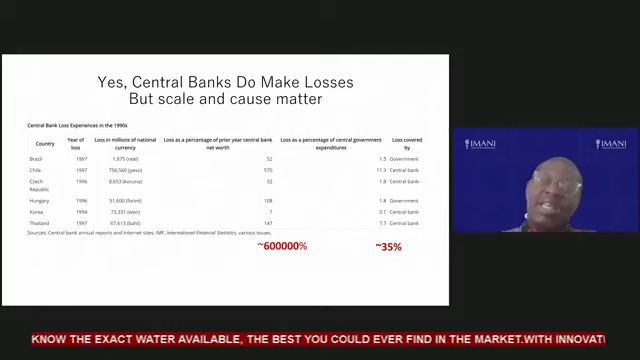 Yes, Central Banks Do Make Losses
But scale and cause matter
Central Bank Loss Experiences in the 1990s
Country Year of loss Loss in millions of national currency Loss as a percentage of prior year central bank net worth Loss as a percentage of central government expenditures Loss covered by
Brazil 1997 1,875 (real) 52 1.5 Government
Chile 1997 756,560 (peso) 570 11.3 Central bank
Czech Republic 1996 8,653 (koruna) 32 1.8 Central bank
Hungary 1996 51,600 (forint) 108 1.8 Government
Korea 1994 73,331 (won) 7 0.1 Central bank
Thailand 1997 67,613 (baht) 147 7.7 Central bank
Sources: Central bank annual reports and Internet sites; IMF, International Financial Statistics, various issues.
~600000% ~35%
IMANI IMANI
KNOW THE EXACT WATER AVAILABLE, THE BEST YOU COULD EVER FIND IN THE MARKET.WITH INNOVATI